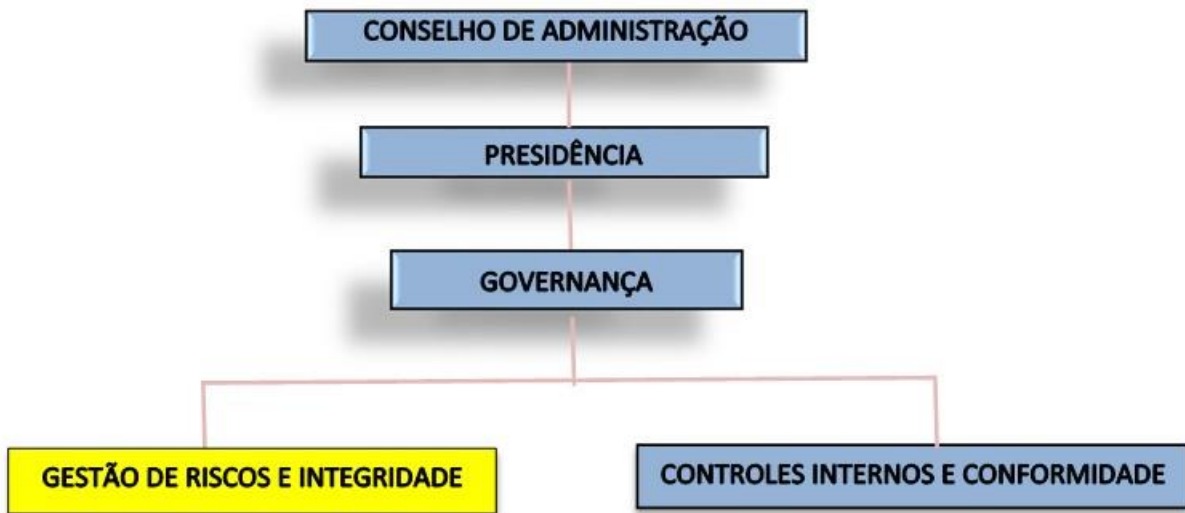 CONSELHO DE ADMINISTRAÇÃO
PRESIDÊNCIA
GOVERNANÇA
GESTÃO DE RISCOS E INTEGRIDADE
CONTROLES INTERNOS E CONFORMIDADE